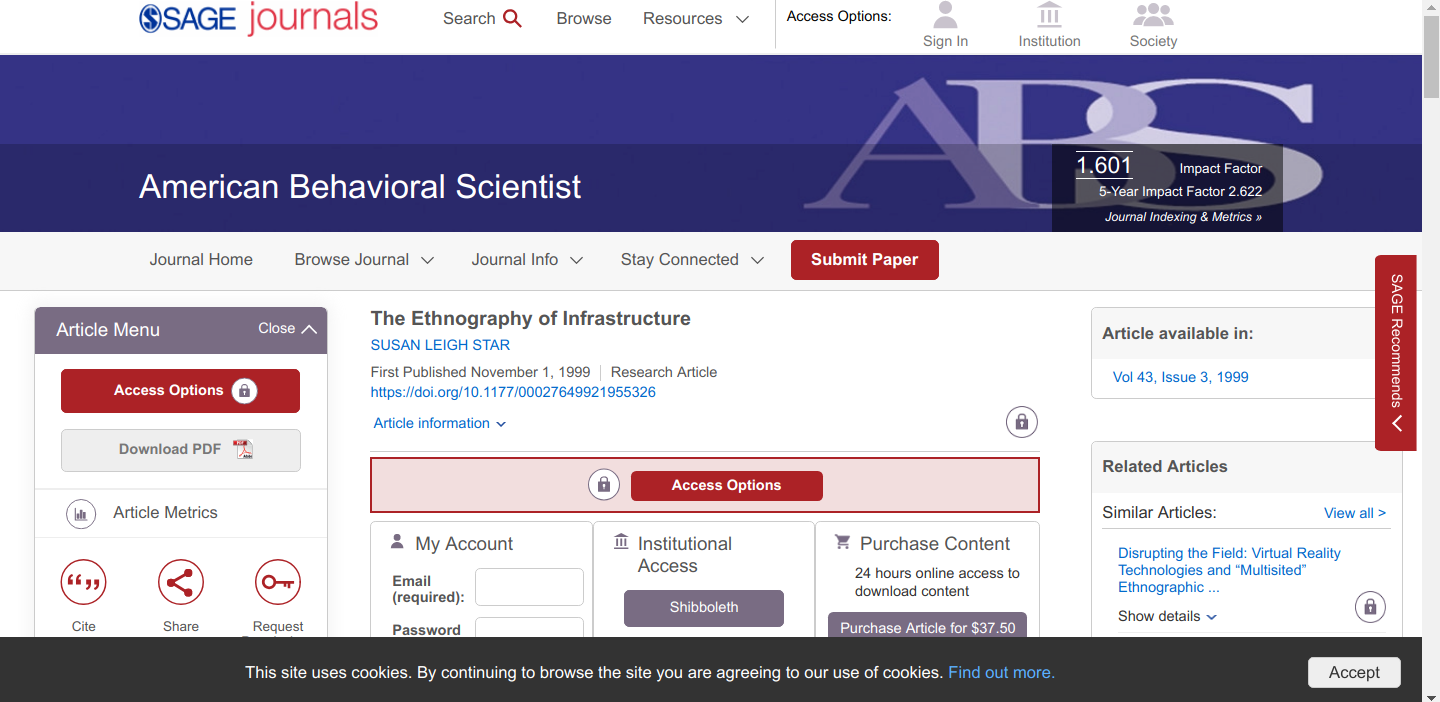 SAGE journals
Search
Browse
Resources
Access Options:
Sign In
Institution
Society
ABS
American Behavioral Scientist
1.601 Impact Factor
5-Year Impact Factor 2.622
Journal Indexing & Metrics »
Journal Home
Browse Journal
Journal Info
Stay Connected
Submit Paper
SAGE Recommends
Article Menu
Close
Access Options
Download PDF
Article Metrics
Cite
Share
Request
The Ethnography of Infrastructure
SUSAN LEIGH STAR
First Published November 1, 1999 | Research Article
https://doi.org/10.1177/00027649921955326
Article information
Access Options
My Account
Email
(required):
Password
Institutional
Access
Shibboleth
Purchase Content
24 hours online access to
download content
Purchase Article for $37.50
Article available in:
Vol 43, Issue 3, 1999
Related Articles
Similar Articles:
View all >
Disrupting the Field: Virtual Reality
Technologies and “Multisited”
Ethnographic ...
Show details
This site uses cookies. By continuing to browse the site you are agreeing to our use of cookies. Find out more.
Accept